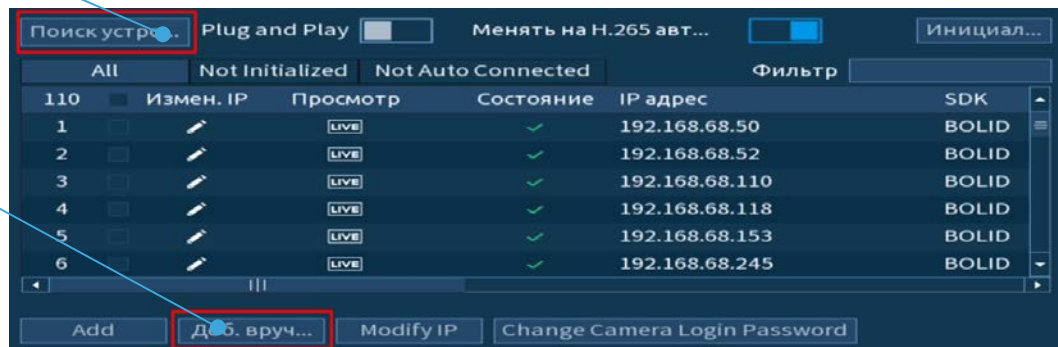 Поиск устро... Plug and Play Менять на H.265 авт... Инициал...
All Not Initialized Not Auto Connected Фильтр
110 Измен. IP Просмотр Состояние IP адрес SDK
1 LIVE 192.168.68.50 BOLID
2 LIVE 192.168.68.52 BOLID
3 LIVE 192.168.68.110 BOLID
4 LIVE 192.168.68.118 BOLID
5 LIVE 192.168.68.153 BOLID
6 LIVE 192.168.68.245 BOLID
Add Доб. вруч... Modify IP Change Camera Login Password